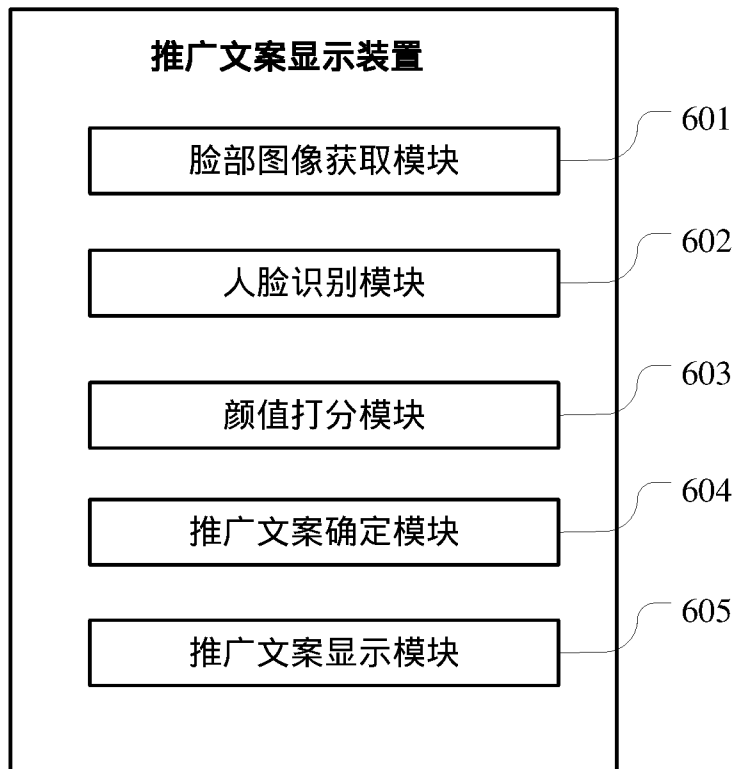 推广文案显示装置
脸部图像获取模块
601
人脸识别模块
602
颜值打分模块
603
推广文案确定模块
604
推广文案显示模块
605